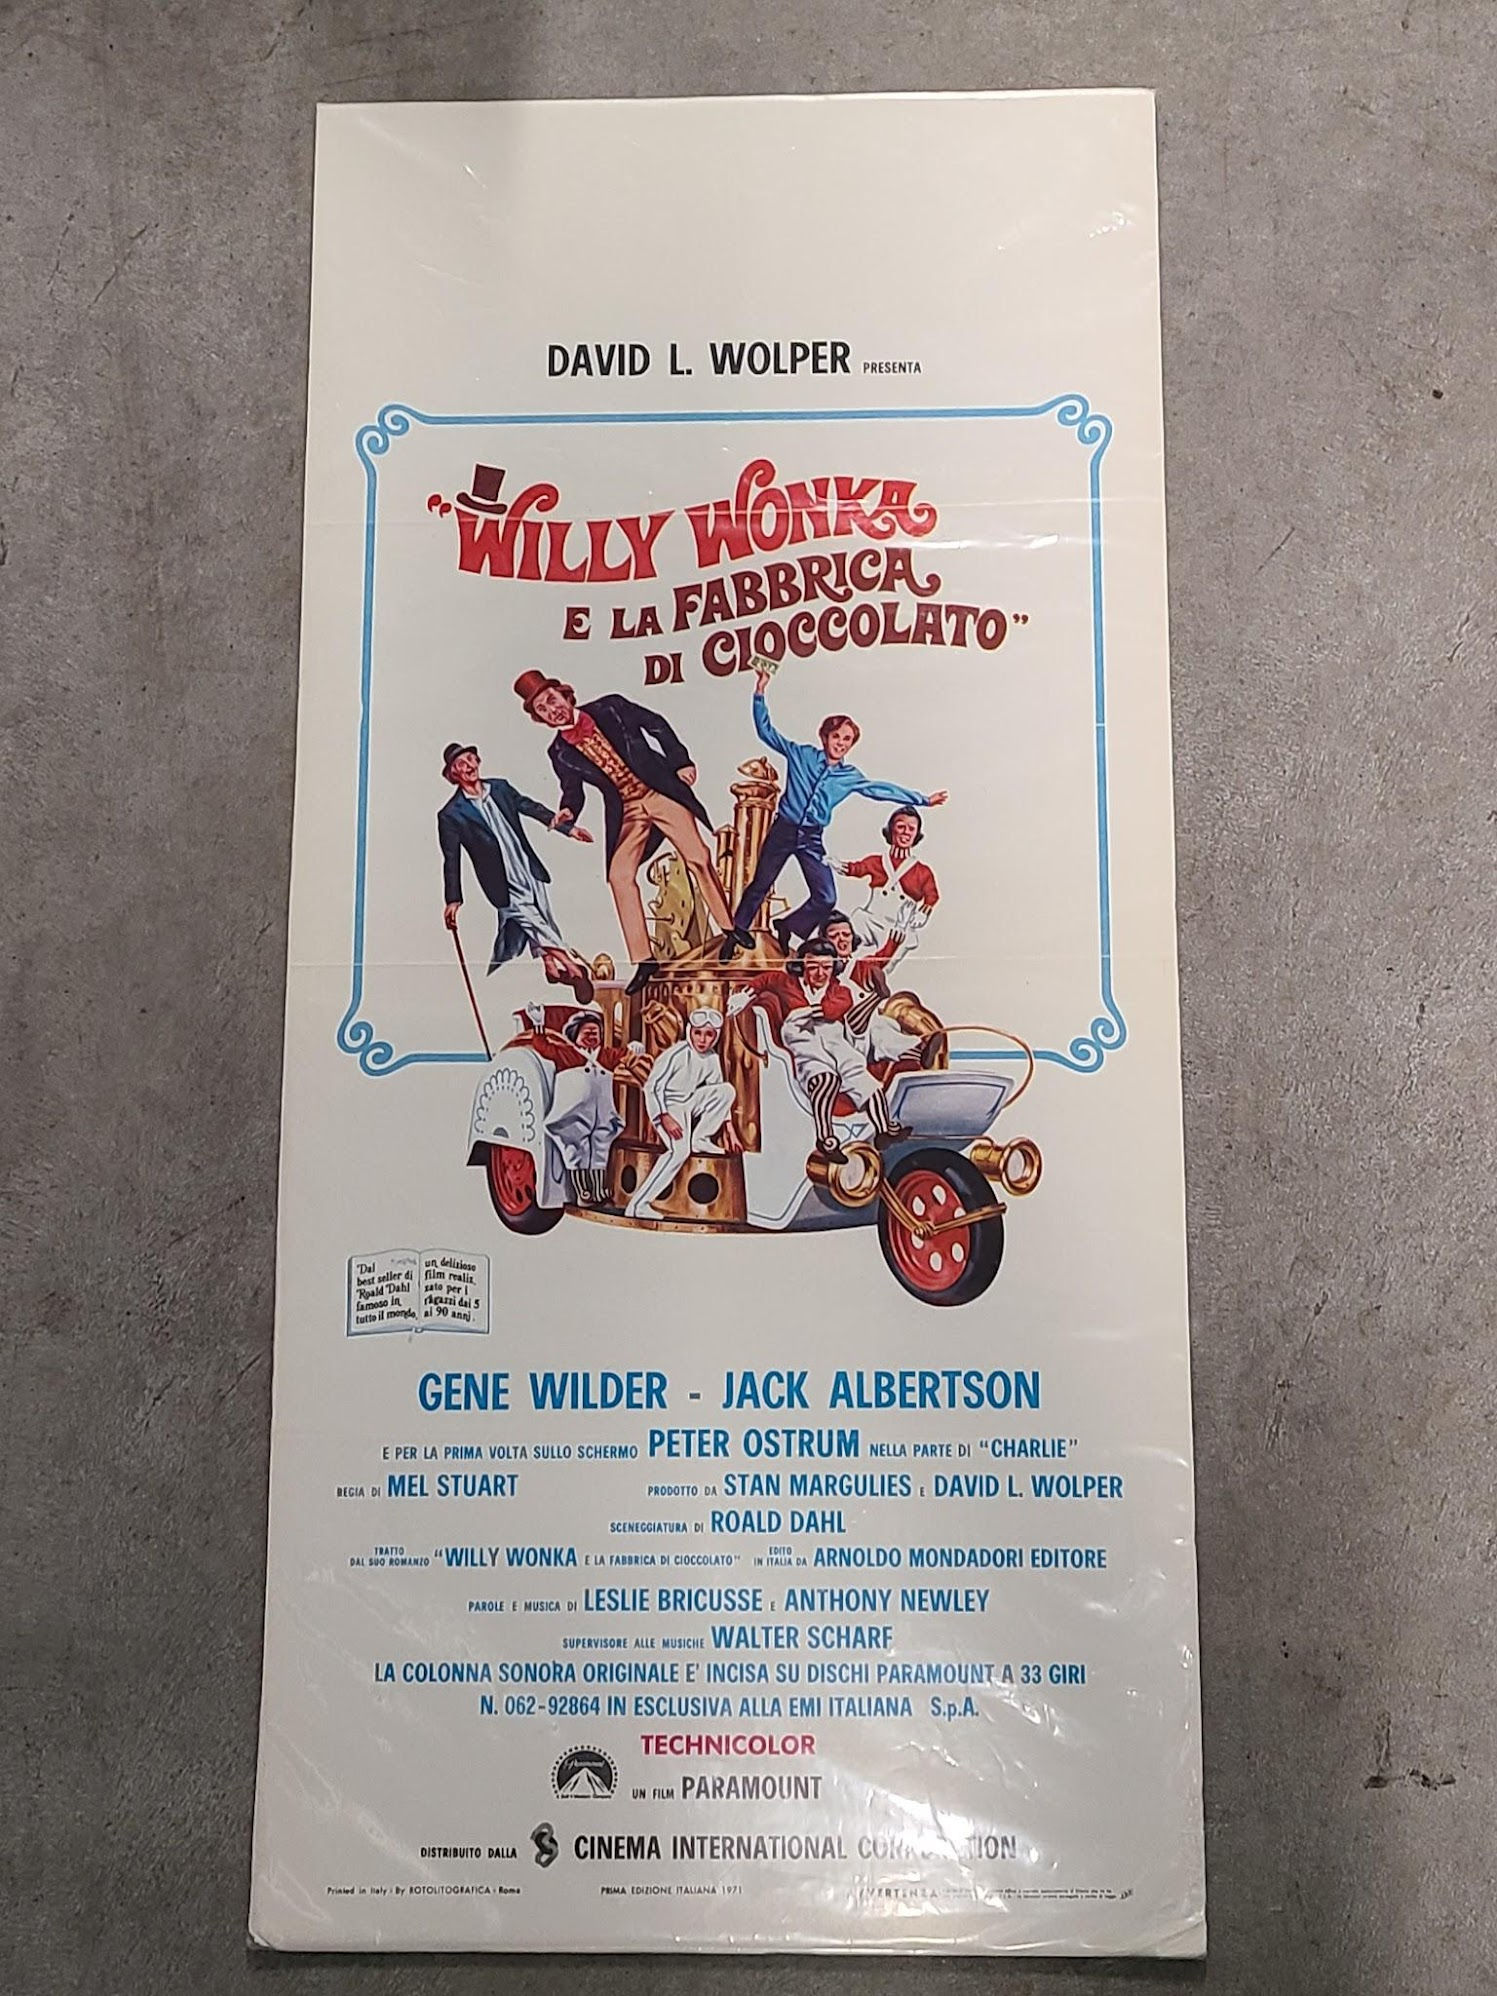 DAVID L. WOLPER PRESENTA
"WILLY WONKA
E LA FABBRICA
DI CIOCCOLATO"
"Dal
best seller di
Roald Dahl
famoso in
tutto il mondo,
un delizioso
film realiz.
zato per i
ragazzi dai 5
ai 90 anni.
GENE WILDER - JACK ALBERTSON
E PER LA PRIMA VOLTA SULLO SCHERMO PETER OSTRUM NELLA PARTE DI "CHARLIE"
REGIA DI MEL STUART PRODOTTO DA STAN MARGULIES E DAVID L. WOLPER
SCENEGGIATURA DI ROALD DAHL
TRATTO DAL SUO ROMANZO "WILLY WONKA E LA FABBRICA DI CIOCCOLATO" EDITO IN ITALIA DA ARNOLDO MONDADORI EDITORE
PAROLE E MUSICA DI LESLIE BRICUSSE E ANTHONY NEWLEY
SUPERVISORE ALLE MUSICHE WALTER SCHARF
LA COLONNA SONORA ORIGINALE E' INCISA SU DISCHI PARAMOUNT A 33 GIRI
N. 062-92864 IN ESCLUSIVA ALLA EMI ITALIANA S.p.A.
TECHNICOLOR
Paramount
UN FILM PARAMOUNT
DISTRIBUITO DALLA CINEMA INTERNATIONAL CORPORATION
Printed in Italy - By ROTOLITOGRAFICA - Roma PRIMA EDIZIONE ITALIANA 1971 AVVERTENZA